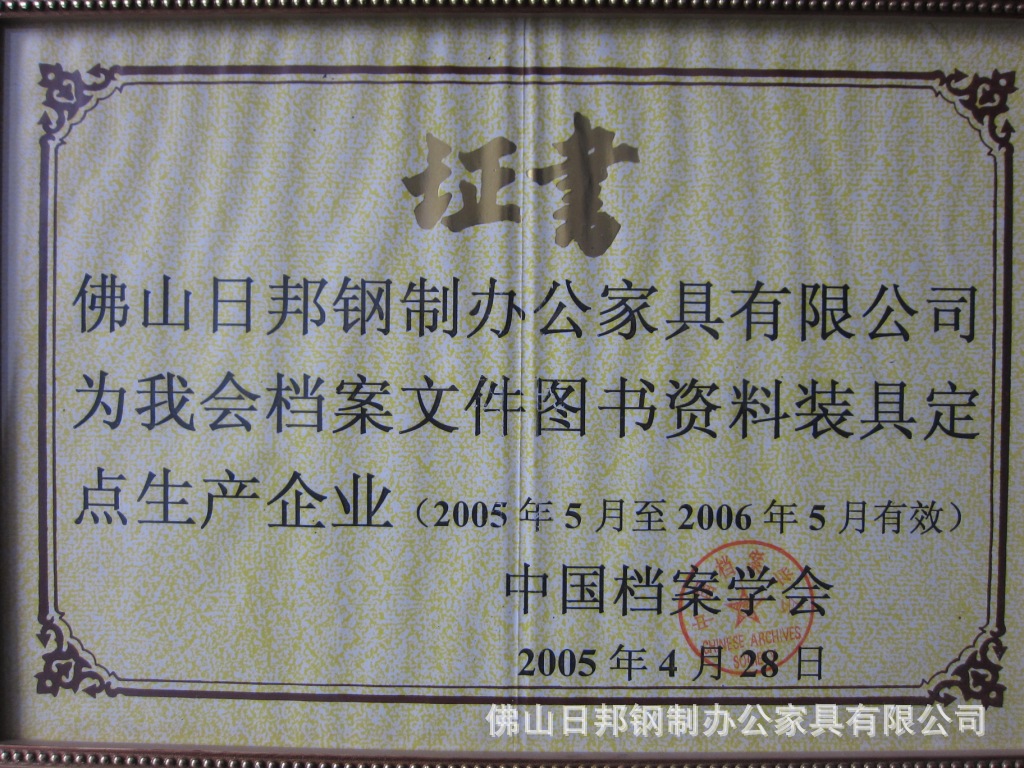 证書
佛山日邦钢制办公家具有限公司
为我会档案文件图书资料装具定
点生产企业（2005年5月至2006年5月有效）
中国档案学会
CHINESE ARCHIVES
2005年4月28日
佛山日邦钢制办公家具有限公司